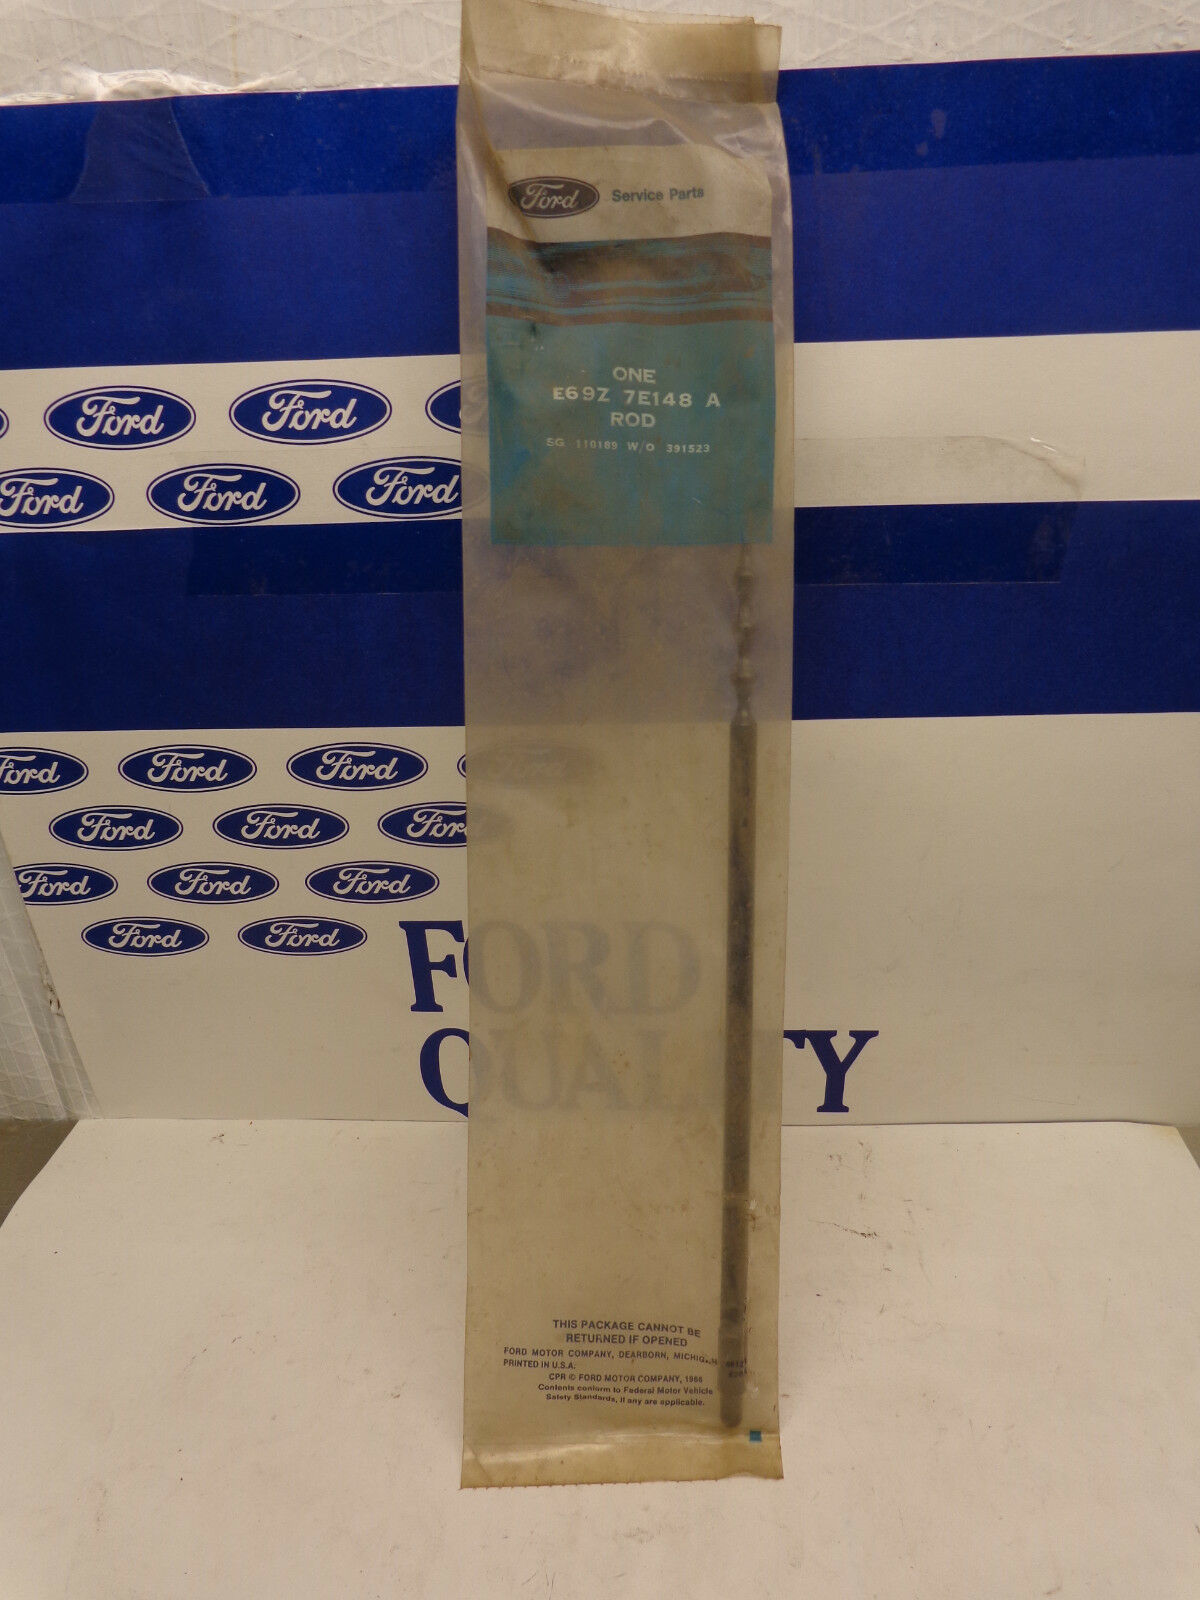 Ford Service Parts
ONE
E69Z 7E148 A
ROD
SG 110189 W/O 391523
Ford Ford
Ford Ford Ford
Ford Ford Ford
Ford Ford Ford
Ford Ford Ford
Ford Ford
FORD
QUALITY
THIS PACKAGE CANNOT BE
RETURNED IF OPENED
FORD MOTOR COMPANY, DEARBORN, MICHIGAN
PRINTED IN U.S.A.
CPR © FORD MOTOR COMPANY, 1966
Contents conform to Federal Motor Vehicle
Safety Standards, if any are applicable.